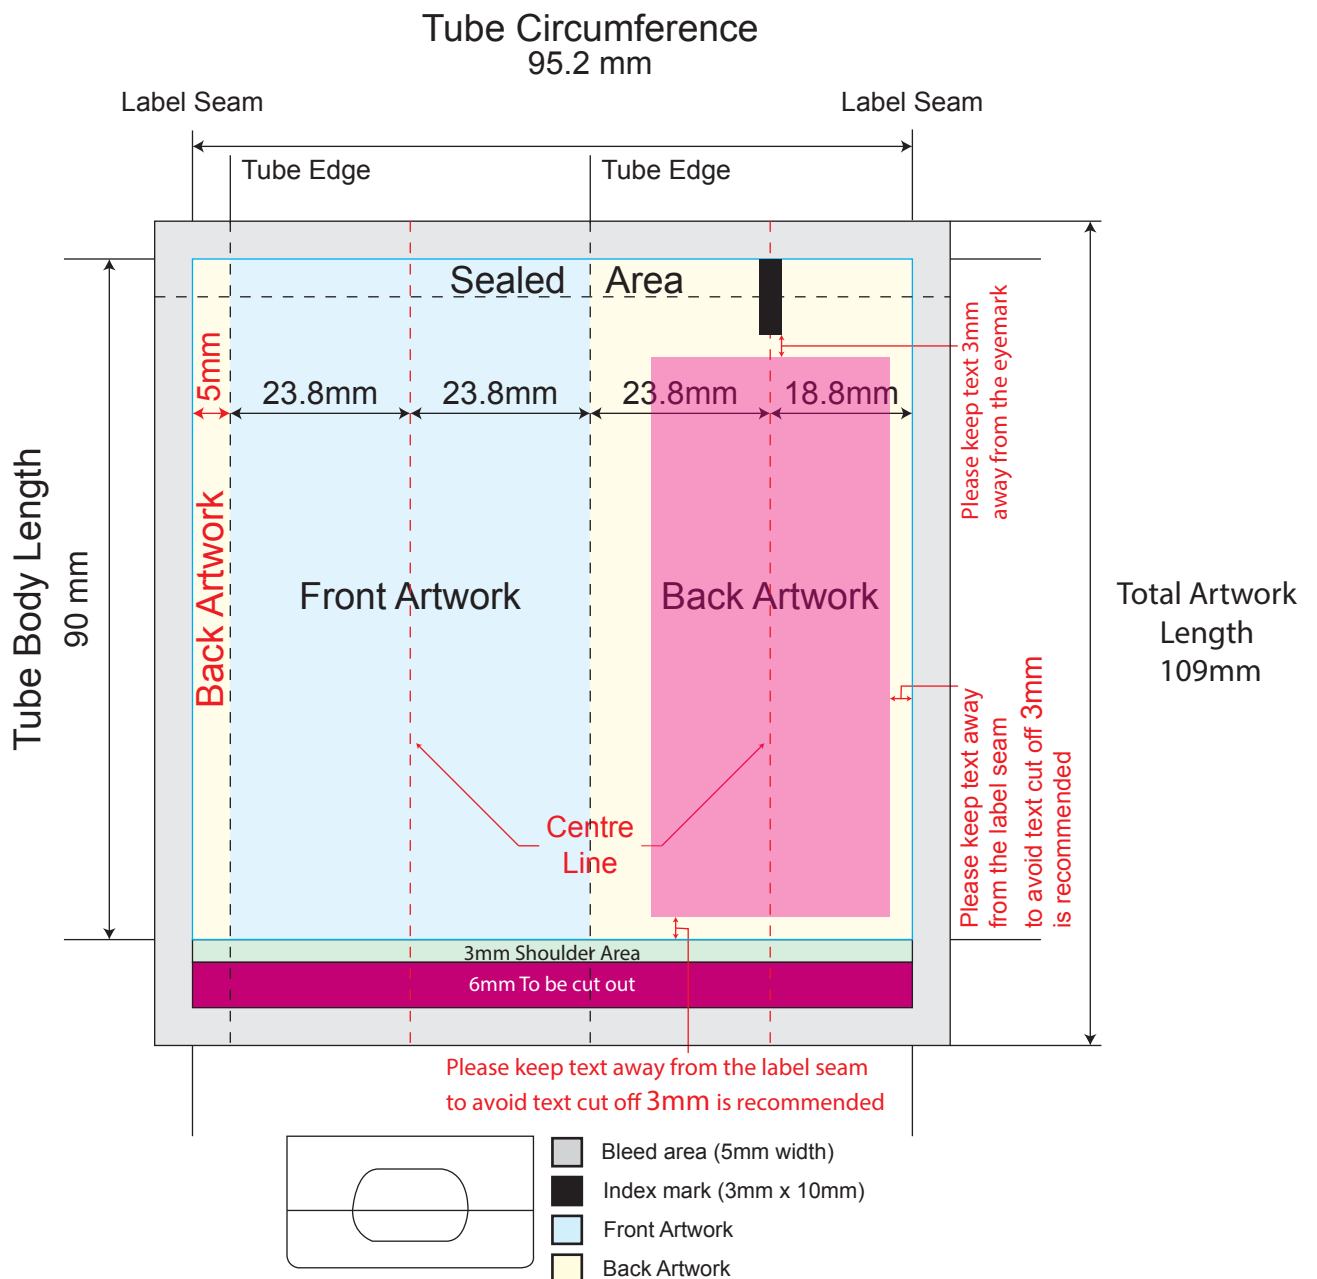 Tube Circumference
95.2 mm
Label Seam
Label Seam
Tube Edge
Tube Edge
Sealed Area
5mm
23.8mm
23.8mm
23.8mm
18.8mm
Please keep text 3mm
away from the eyemark
Tube Body Length
90 mm
Back Artwork
Front Artwork
Back Artwork
Total Artwork
Length
109mm
Please keep text away
from the label seam
to avoid text cut off 3mm
is recommended
Centre
Line
3mm Shoulder Area
6mm To be cut out
Please keep text away from the label seam
to avoid text cut off 3mm is recommended
Bleed area (5mm width)
Index mark (3mm x 10mm)
Front Artwork
Back Artwork